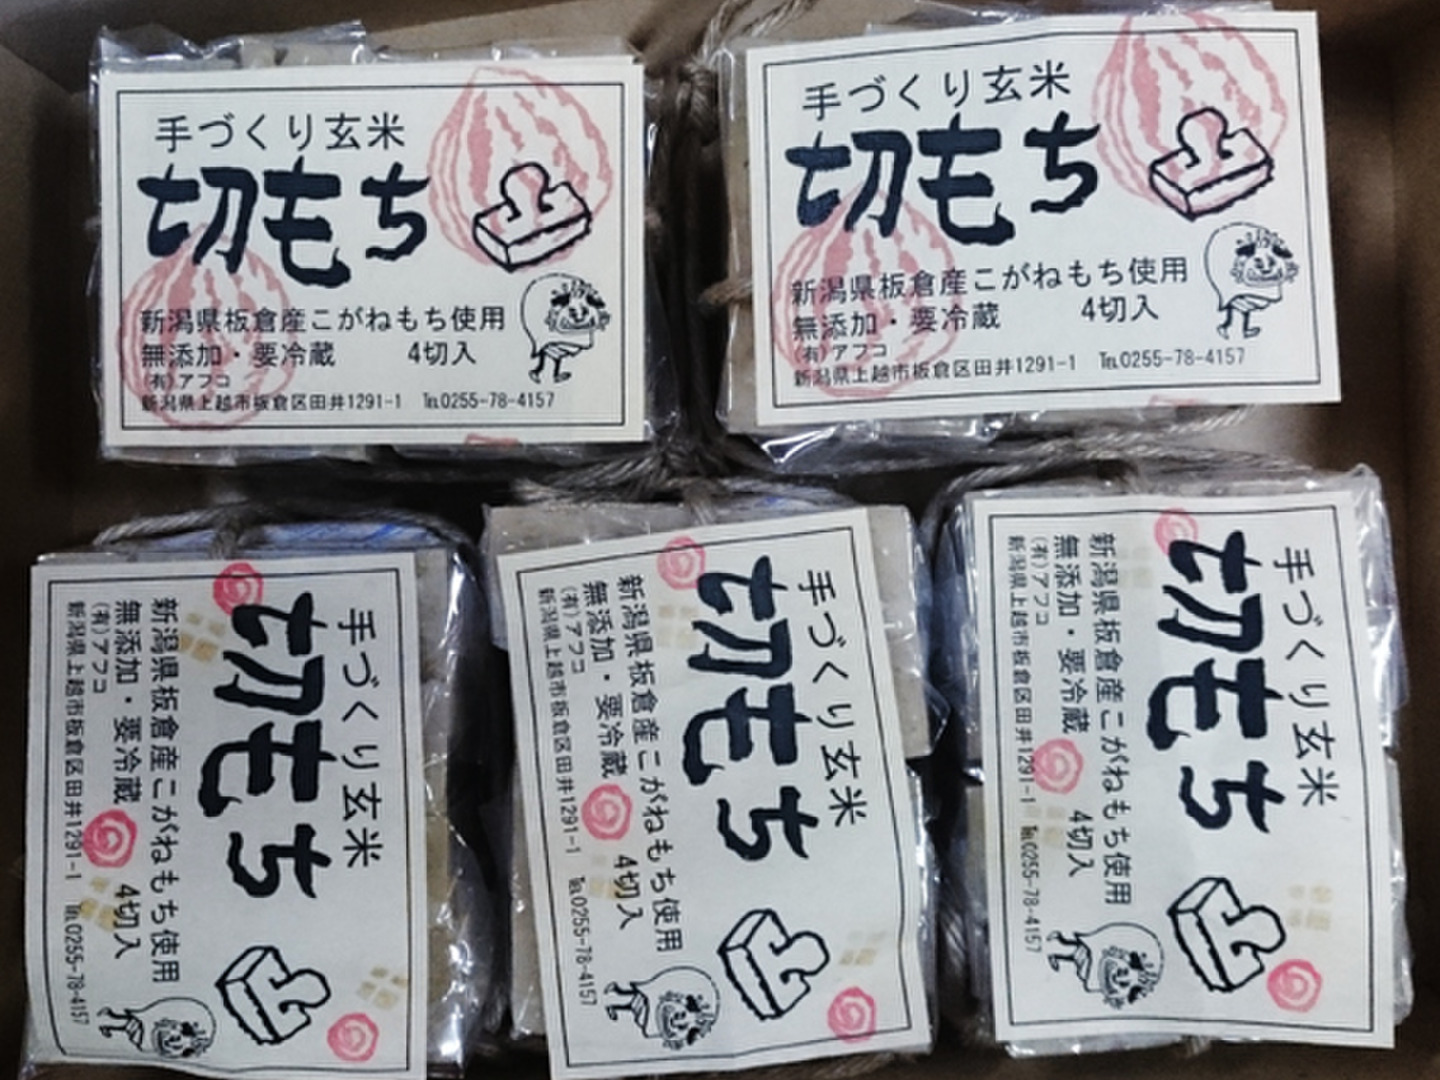 手づくり玄米
切もち
新潟県板倉産こがねもち使用
無添加・要冷蔵 4切入
(有)アフコ
新潟県上越市板倉区田井1291-1 TEL0255-78-4157
手づくり玄米
切もち
新潟県板倉産こがねもち使用
無添加・要冷蔵 4切入
(有)アフコ
新潟県上越市板倉区田井1291-1 TEL0255-78-4157
手づくり玄米
切もち
新潟県板倉産こがねもち使用
無添加・要冷蔵 4切入
(有)アフコ
新潟県上越市板倉区田井1291-1 TEL0255-78-4157
手づくり玄米
切もち
新潟県板倉産こがねもち使用
無添加・要冷蔵 4切入
(有)アフコ
新潟県上越市板倉区田井1291-1 TEL0255-78-4157
手づくり玄米
切もち
新潟県板倉産こがねもち使用
無添加・要冷蔵 4切入
(有)アフコ
新潟県上越市板倉区田井1291-1 TEL0255-78-4157